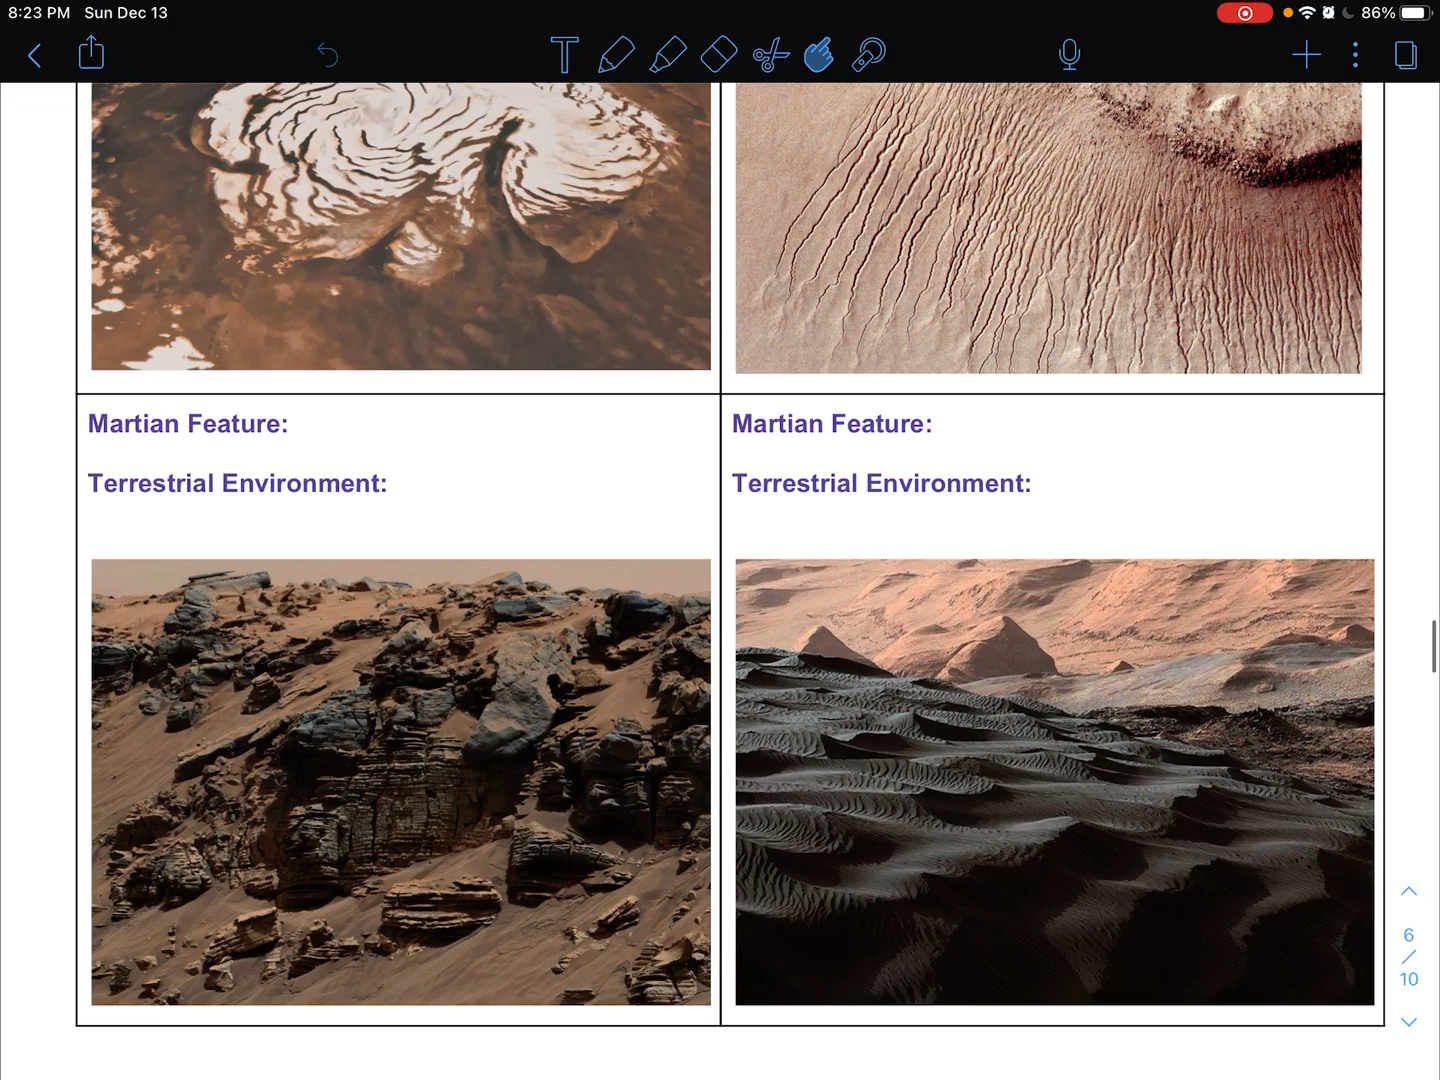 8:23 PM Sun Dec 13
86%
Martian Feature:
Terrestrial Environment:
Martian Feature:
Terrestrial Environment:
6
/
10